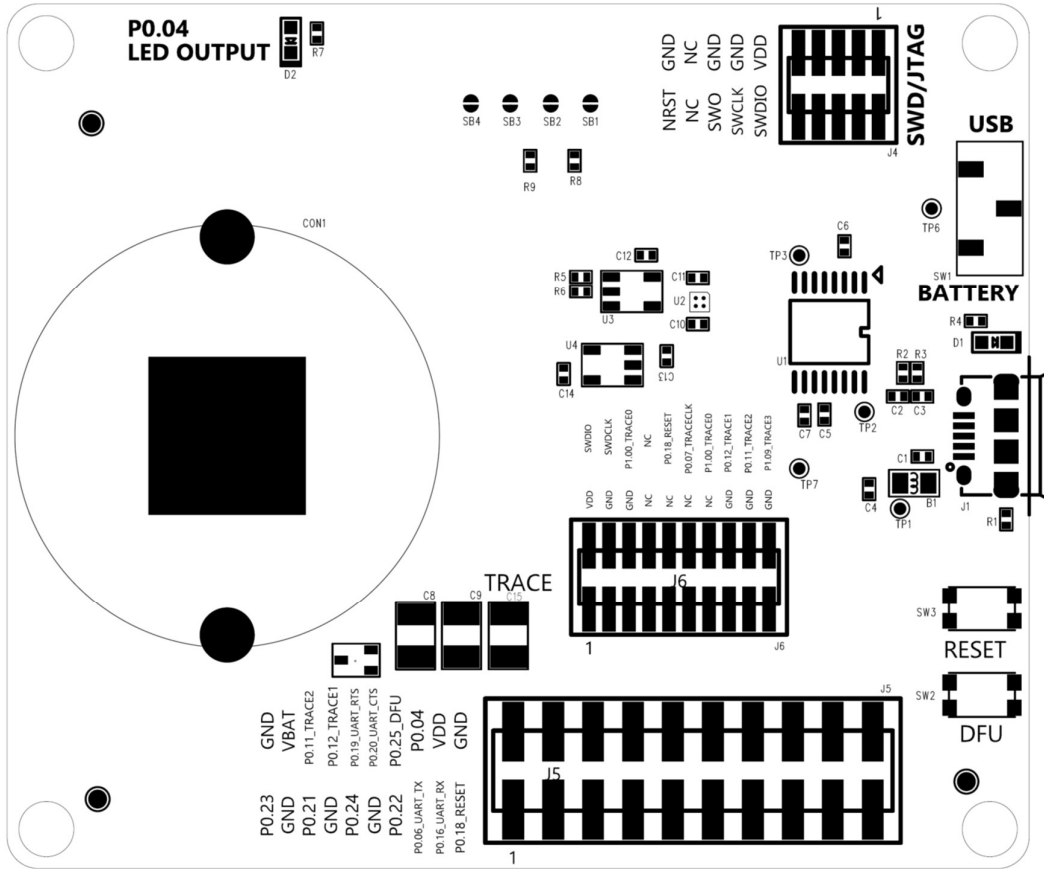 P0.04
LED OUTPUT
D2
R7
SB4
SB3
SB2
SB1
R9
R8
GND
NC
GND
GND
VDD
NRST
NC
SWO
SWCLK
SWDIO
1
J4
SWD/JTAG
USB
TP6
SW1
BATTERY
CON1
C12
R5
R6
U3
C11
U2
C10
U4
C13
C14
TP3
C6
U1
R4
D1
R2
R3
C2
C3
C7
C5
TP2
TP7
C1
B1
C4
TP1
J1
R1
SWDIO
SWDCLK
P1.00_TRACE0
NC
P0.18_RESET
P0.07_TRACECLK
P1.00_TRACE0
P0.12_TRACE1
P0.11_TRACE2
P1.09_TRACE3
VDD
GND
GND
NC
NC
NC
NC
GND
GND
GND
TRACE
J6
1
J6
C8
C9
C15
SW3
RESET
SW2
DFU
GND
VBAT
P0.11_TRACE2
P0.12_TRACE1
P0.19_UART_RTS
P0.20_UART_CTS
P0.25_DFU
P0.04
VDD
GND
P0.23
GND
P0.21
GND
P0.24
GND
P0.22
P0.06_UART_TX
P0.16_UART_RX
P0.18_RESET
J5
J5
1